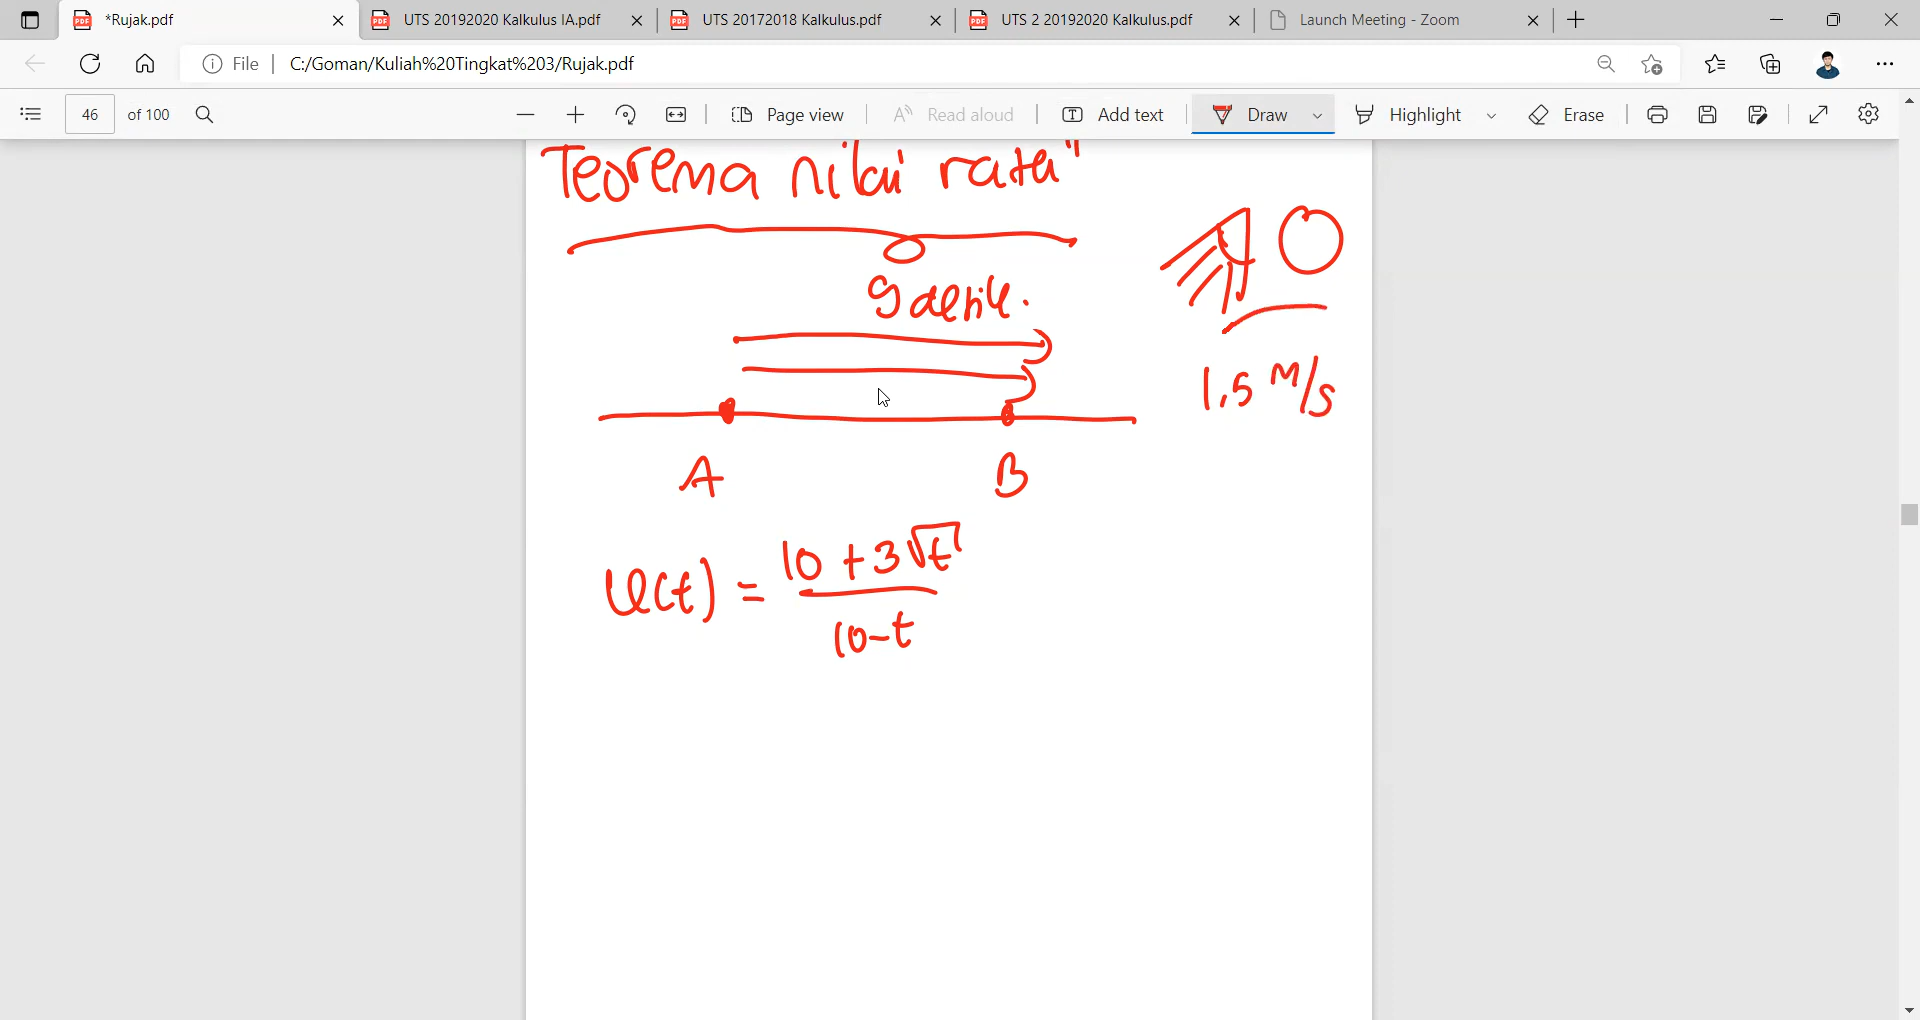 *Rujak.pdf
UTS 20192020 Kalkulus IA.pdf
UTS 20172018 Kalkulus.pdf
UTS 2 20192020 Kalkulus.pdf
Launch Meeting - Zoom
File
C:/Goman/Kuliah%20Tingkat%203/Rujak.pdf
46 of 100
Page view
Read aloud
Add text
Draw
Highlight
Erase
Teorema nilai rata"
9 detik.
1,5 m/s
A B
v(t) = (10 + 3√t) / (10-t)